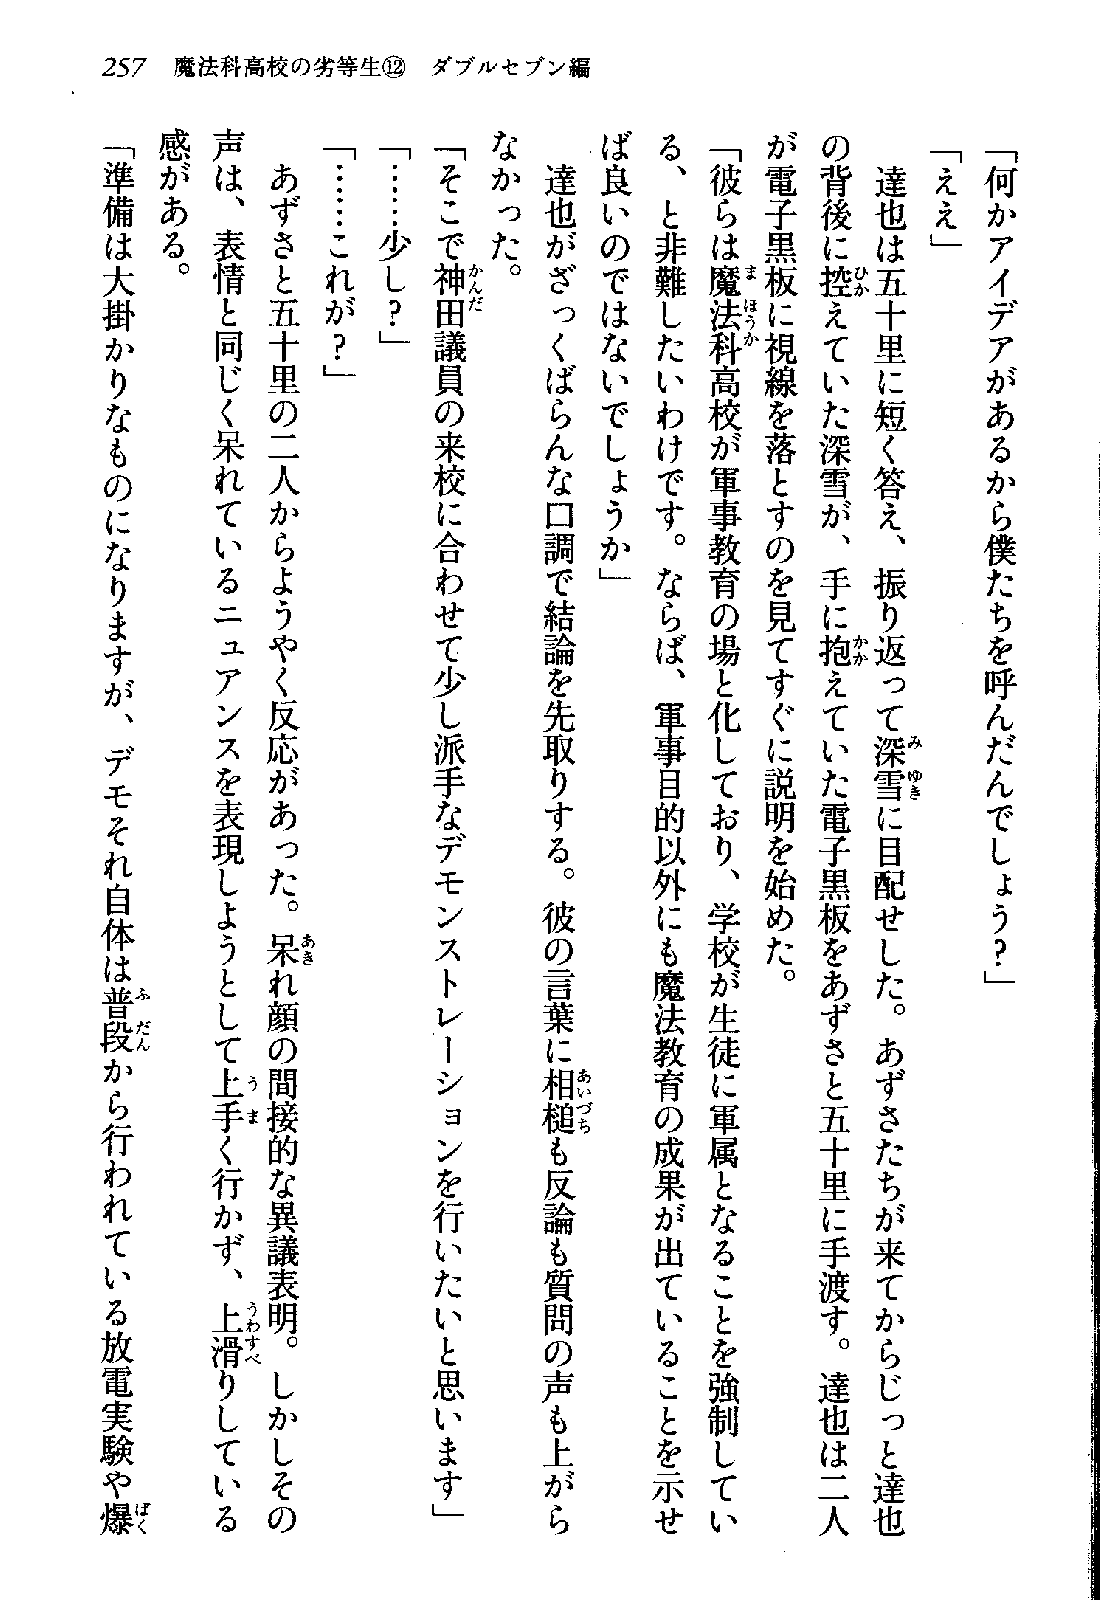 257　魔法科高校の劣等生⑫　ダブルセブン編
「何かアイデアがあるから僕たちを呼んだんでしょう？」
「ええ」
　達也は五十里に短く答え、振り返って深雪に目配せした。あずさたちが来てからじっと達也
の背後に控えていた深雪が、手に抱えていた電子黒板をあずさと五十里に手渡す。達也は二人
が電子黒板に視線を落とすのを見てすぐに説明を始めた。
「彼らは魔法科高校が軍事教育の場と化しており、学校が生徒に軍属となることを強制してい
る、と非難したいわけです。ならば、軍事目的以外にも魔法教育の成果が出ていることを示せ
ば良いのではないでしょうか」
　達也がざっくばらんな口調で結論を先取りする。彼の言葉に相槌も反論も質問の声も上がら
なかった。
「そこで神田議員の来校に合わせて少し派手なデモンストレーションを行いたいと思います」
「……少し？」
「……これが？」
　あずさと五十里の二人からようやく反応があった。呆れ顔の間接的な異議表明。しかしその
声は、表情と同じく呆れているニュアンスを表現しようとして上手く行かず、上滑りしている
感がある。
「準備は大掛かりなものになりますが、デモそれ自体は普段から行われている放電実験や爆